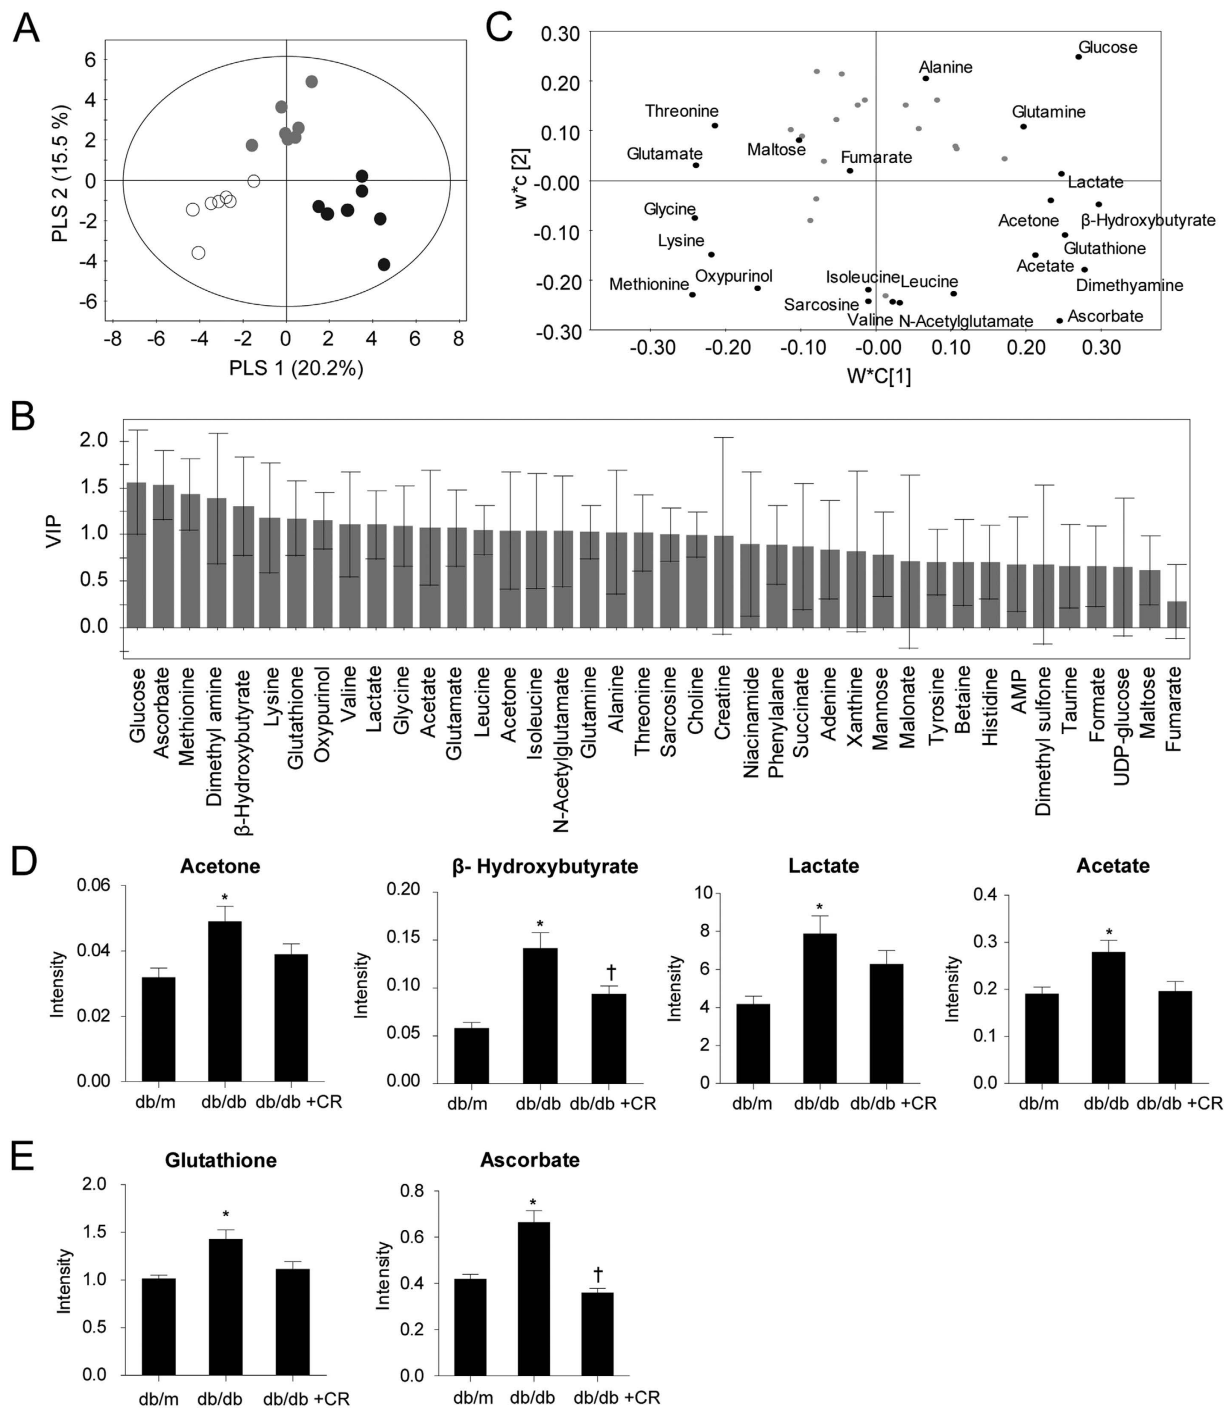 A
6
4
2
0
-2
-4
-6
PLS 2 (15.5 %)
-8 -6 -4 -2 0 2 4 6 8
PLS 1 (20.2%)
C
0.30
0.20
0.10
-0.00
-0.10
-0.20
-0.30
w*c [2]
Glucose
Alanine
Threonine
Glutamine
Maltose
Glutamate
Fumarate
Lactate
Glycine
Acetone
β-Hydroxybutyrate
Lysine
Glutathione
Acetate
Methionine
Oxypurinol
Isoleucine
Leucine
Dimethyamine
Sarcosine
Valine
N-Acetylglutamate
Ascorbate
-0.30 -0.20 -0.10 -0.00 0.10 0.20 0.30
W*C[1]
B
2.0
1.5
1.0
0.5
0.0
VIP
Glucose
Ascorbate
Methionine
Dimethyl amine
β-Hydroxybutyrate
Lysine
Glutathione
Oxypurinol
Valine
Lactate
Glycine
Acetate
Glutamate
Leucine
Acetone
Isoleucine
N-Acetylglutamate
Glutamine
Alanine
Threonine
Sarcosine
Choline
Creatine
Niacinamide
Phenylalane
Succinate
Adenine
Xanthine
Mannose
Malonate
Tyrosine
Betaine
Histidine
AMP
Dimethyl sulfone
Taurine
Formate
UDP-glucose
Maltose
Fumarate
D
Acetone
0.06
0.04
0.02
0.00
Intensity
*
db/m db/db db/db +CR
β- Hydroxybutyrate
0.20
0.15
0.10
0.05
0.00
Intensity
*
†
db/m db/db db/db +CR
Lactate
10
8
6
4
2
0
Intensity
*
db/m db/db db/db +CR
Acetate
0.4
0.3
0.2
0.1
0.0
Intensity
*
db/m db/db db/db +CR
E
Glutathione
2.0
1.5
1.0
0.5
0.0
Intensity
*
db/m db/db db/db +CR
Ascorbate
0.8
0.6
0.4
0.2
0.0
Intensity
*
†
db/m db/db db/db +CR